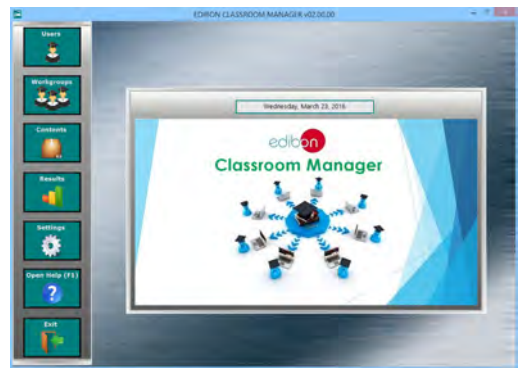 EDIBON CLASSROOM MANAGER v02.00.00
Users
Workgroups
Contents
Results
Settings
Open Help (F1)
Exit
Wednesday, March 23, 2016
edibon
Classroom Manager